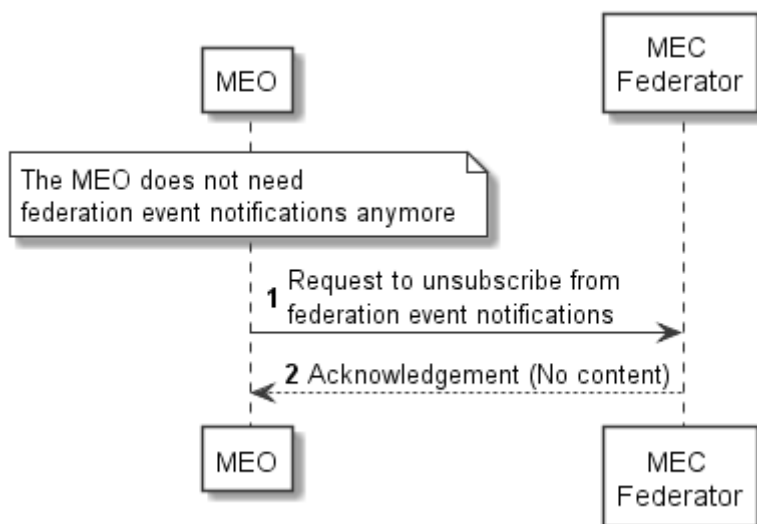 MEO
MEC
Federator
The MEO does not need
federation event notifications anymore
1 Request to unsubscribe from
federation event notifications
2 Acknowledgement (No content)
MEO
MEC
Federator